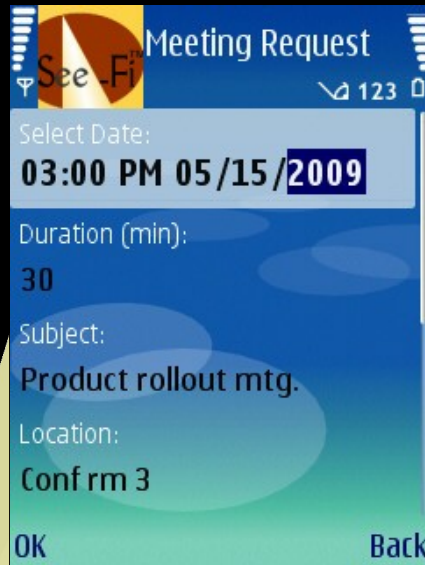 See-Fi™
Meeting Request
123
Select Date:
03:00 PM 05/15/2009
Duration (min):
30
Subject:
Product rollout mtg.
Location:
Conf rm 3
OK Back